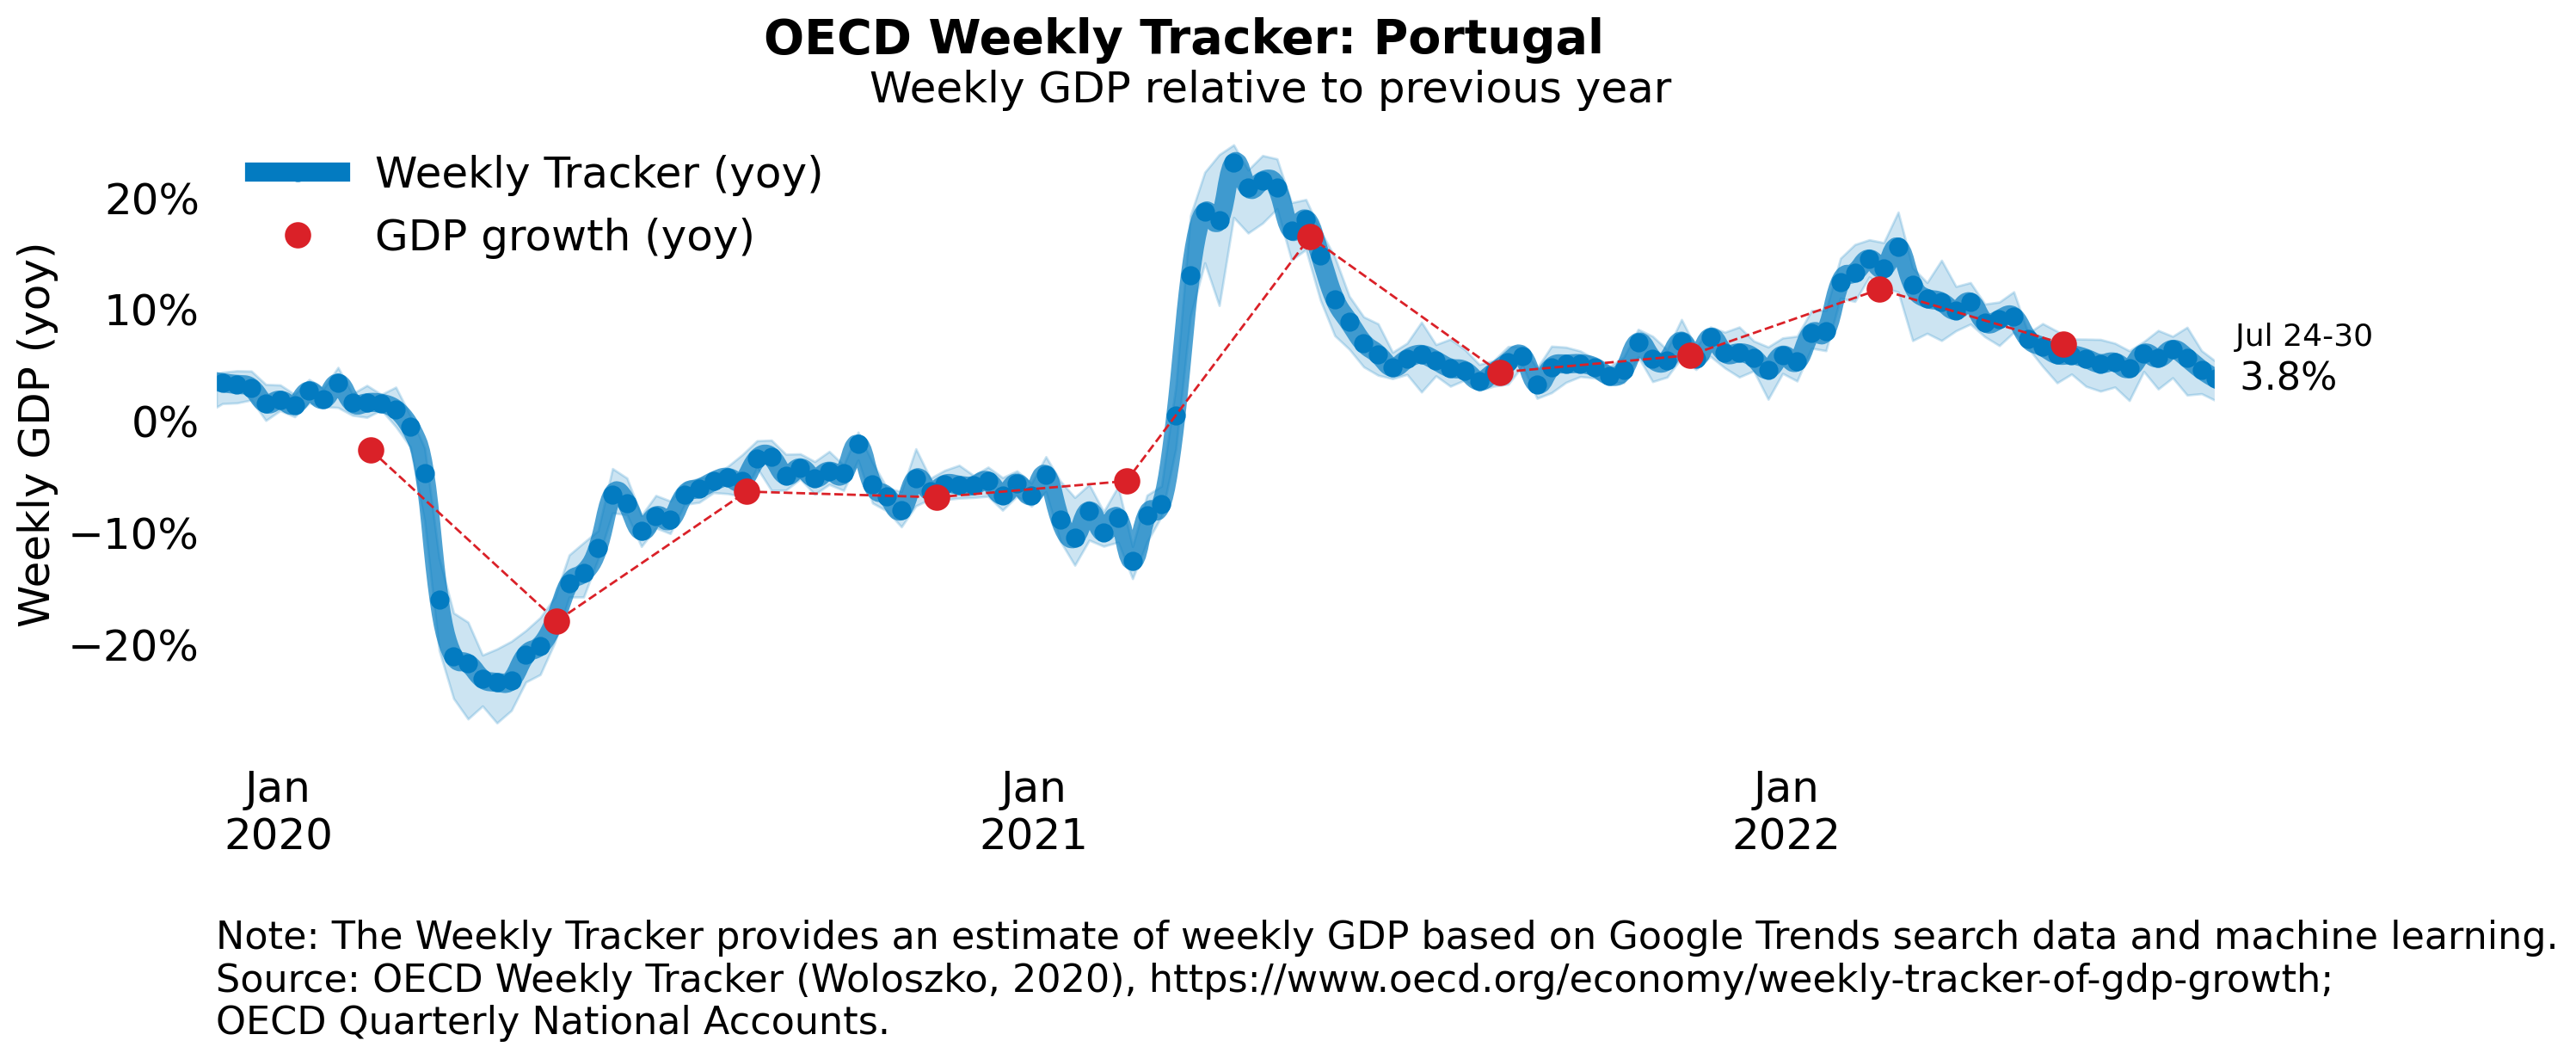 OECD Weekly Tracker: Portugal
Weekly GDP relative to previous year
Weekly Tracker (yoy)
GDP growth (yoy)
Weekly GDP (yoy)
20%
10%
0%
−10%
−20%
Jul 24-30
3.8%
Jan
2020
Jan
2021
Jan
2022
Note: The Weekly Tracker provides an estimate of weekly GDP based on Google Trends search data and machine learning.
Source: OECD Weekly Tracker (Woloszko, 2020), https://www.oecd.org/economy/weekly-tracker-of-gdp-growth;
OECD Quarterly National Accounts.